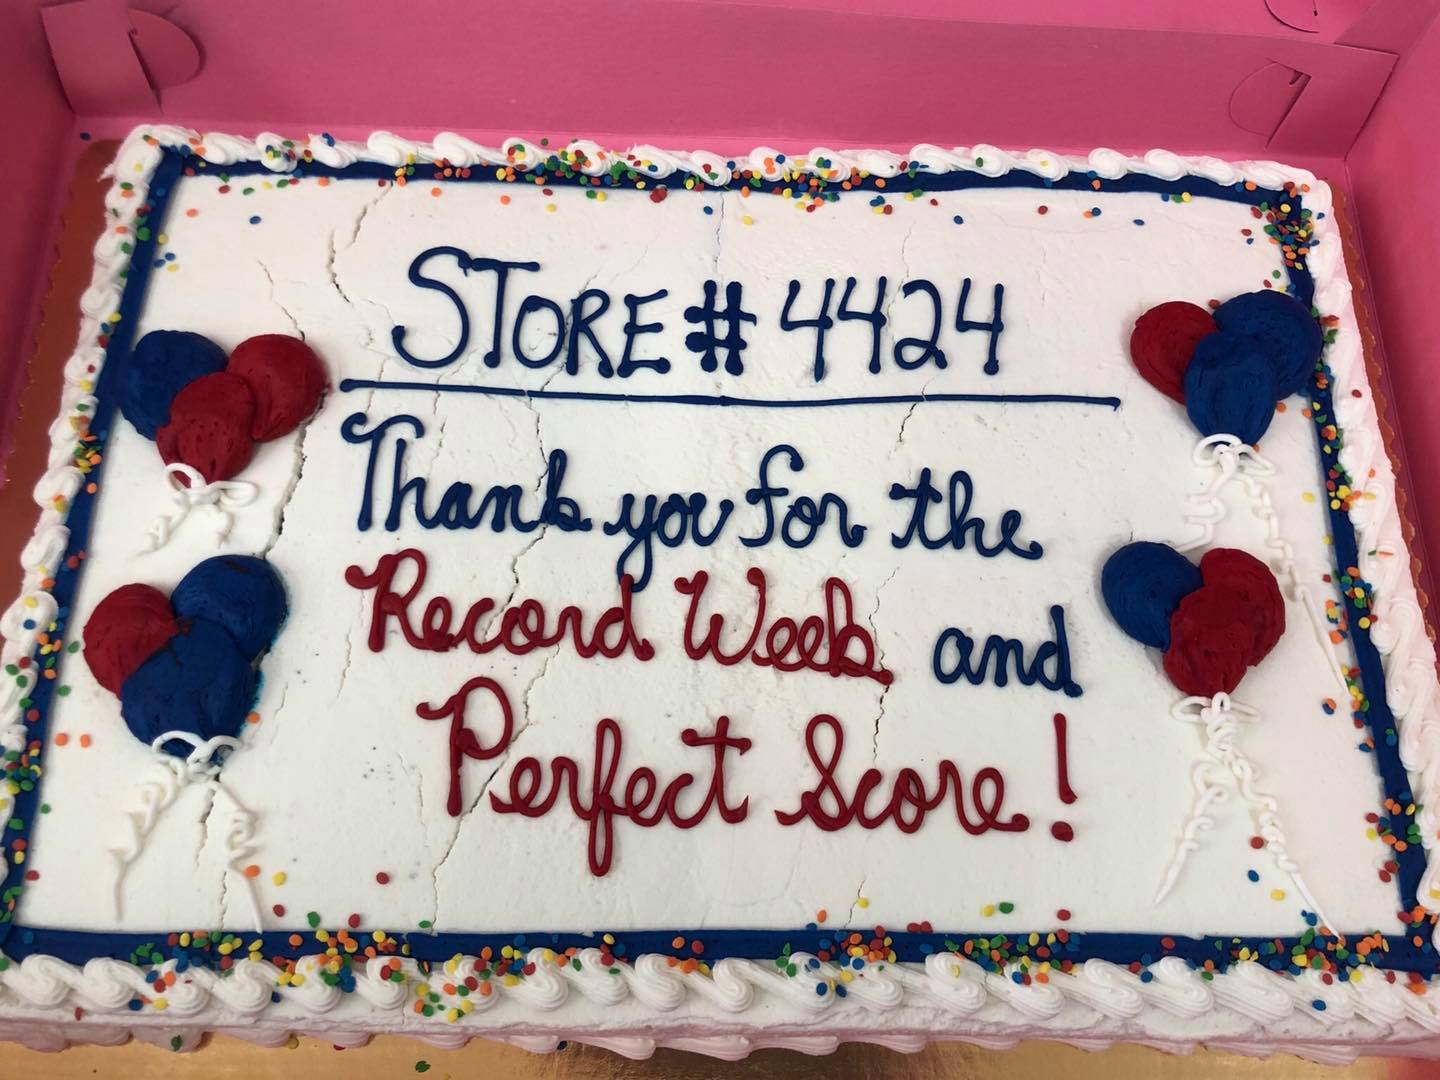 STORE # 4424
Thank you for the
Record Week and
Perfect Score!